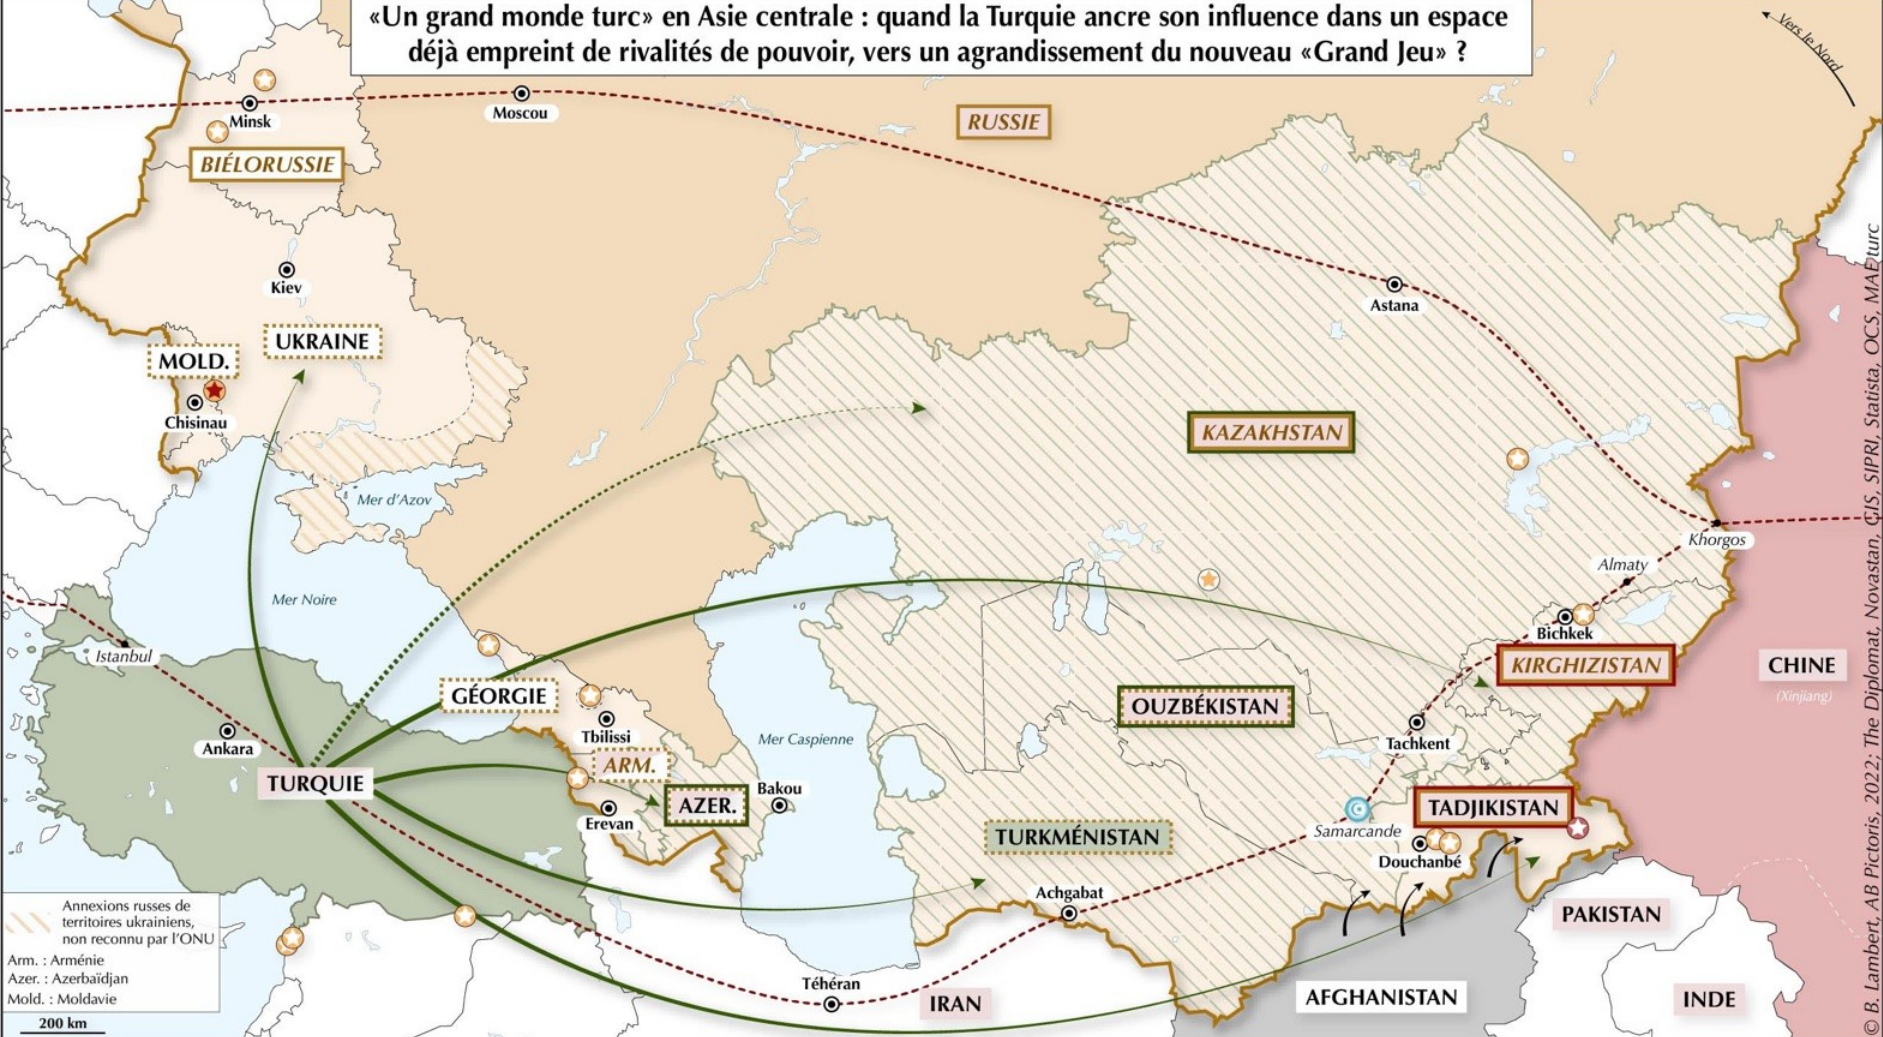 «Un grand monde turc» en Asie centrale : quand la Turquie ancre son influence dans un espace
déjà empreint de rivalités de pouvoir, vers un agrandissement du nouveau «Grand Jeu» ?
Vers le Nord
Minsk
Moscou
RUSSIE
BIÉLORUSSIE
Kiev
Astana
UKRAINE
MOLD.
Chisinau
KAZAKHSTAN
Mer d'Azov
Khorgos
Almaty
Mer Noire
Bichkek
Istanbul
KIRGHIZISTAN
CHINE
(Xinjiang)
GÉORGIE
OUZBÉKISTAN
Tbilissi
Mer Caspienne
Tachkent
Ankara
ARM.
TURQUIE
Bakou
AZER.
TADJIKISTAN
Erevan
Samarcande
TURKMÉNISTAN
Douchanbé
Achgabat
PAKISTAN
Téhéran
IRAN
AFGHANISTAN
INDE
Annexions russes de
territoires ukrainiens,
non reconnu par l'ONU
Arm. : Arménie
Azer. : Azerbaïdjan
Mold. : Moldavie
200 km
© B. Lambert, AB Pictoris, 2022; The Diplomat, Novastan, GIS, SIPRI, Statista, OCS, MAE turc